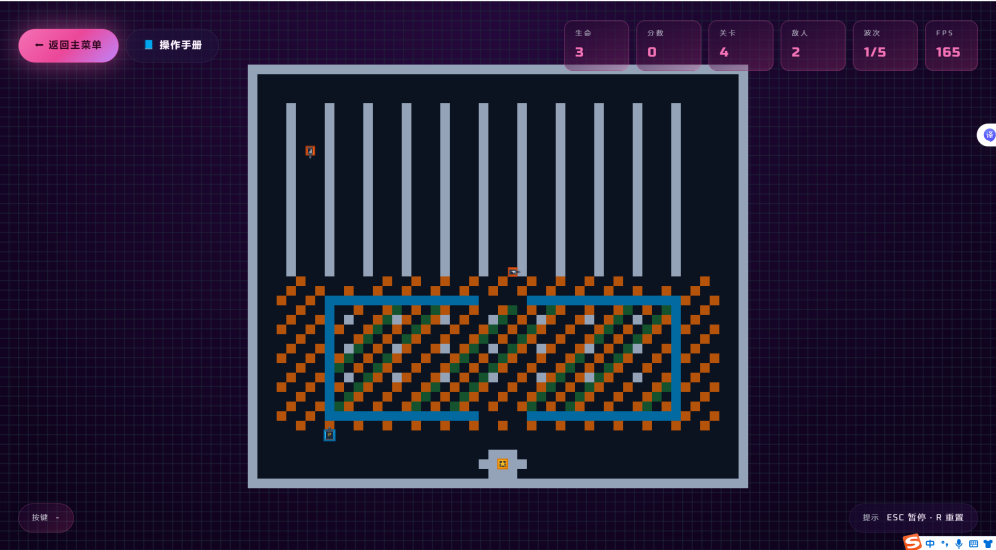 ← 返回主菜单
操作手册
生命
3
分数
0
关卡
4
敌人
2
波次
1/5
FPS
165
译
按键 -
提示 ESC 暂停 · R 重置
S 中